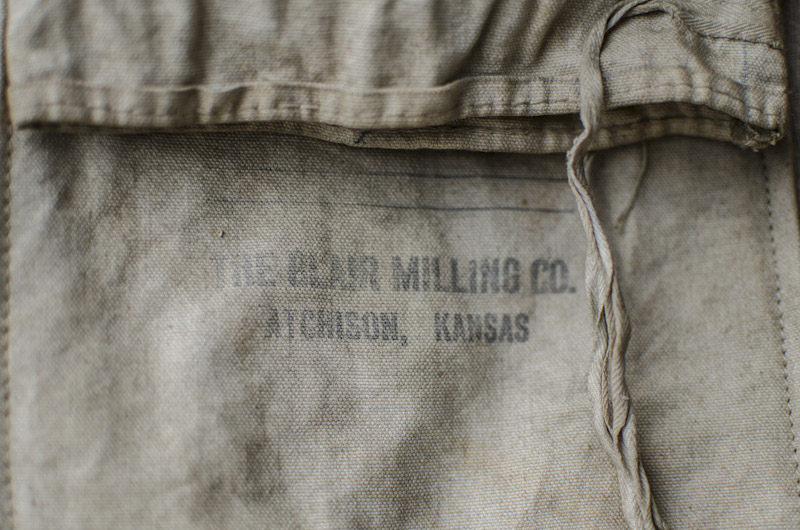 THE BLAIR MILLING CO.
ATCHISON, KANSAS